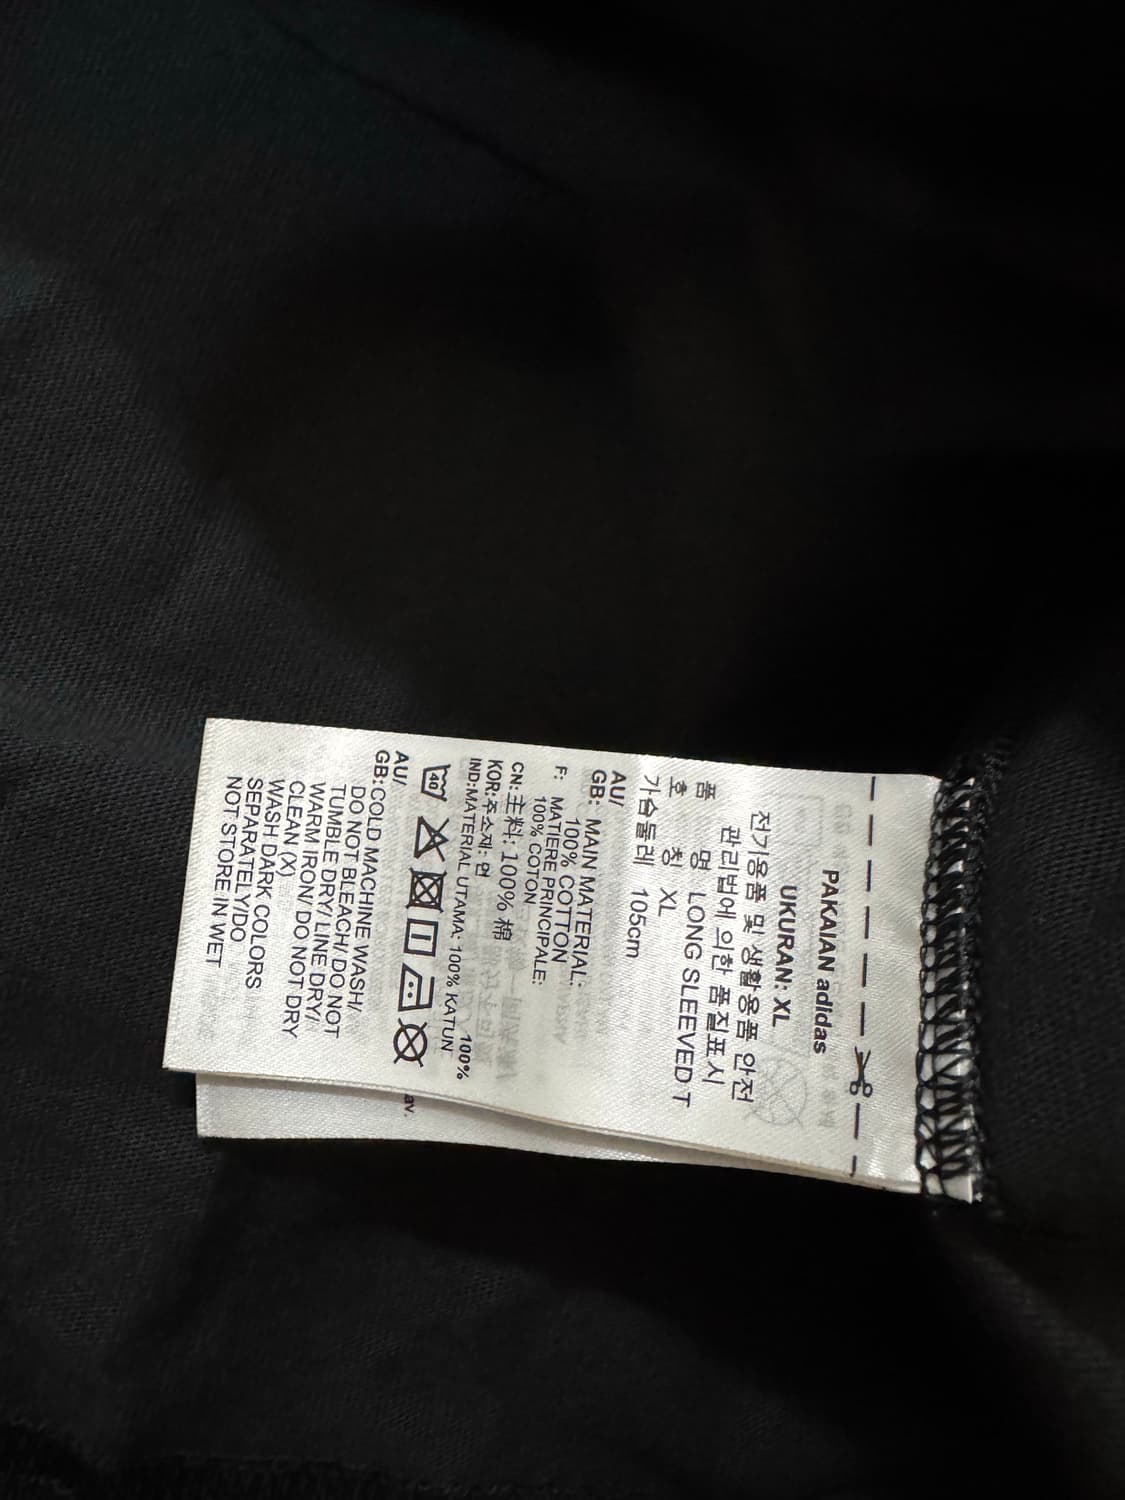 PAKAIAN adidas
UKURAN: XL
전기용품 및 생활용품 안전
관리법에 의한 품질표시
품 명 LONG SLEEVED T
호 칭 XL
가슴둘레 105cm
AU/
GB: MAIN MATERIAL:
100% COTTON
F: MATIERE PRINCIPALE:
100% COTON
CN: 主料: 100% 棉
KOR: 주소재: 면 100%
IND:MATERIAL UTAMA: 100% KATUN
40
AU/
GB:COLD MACHINE WASH/
DO NOT BLEACH/ DO NOT
TUMBLE DRY/ LINE DRY/
WARM IRON/ DO NOT DRY
CLEAN (X)
WASH DARK COLORS
SEPARATELY/DO
NOT STORE IN WET
av.